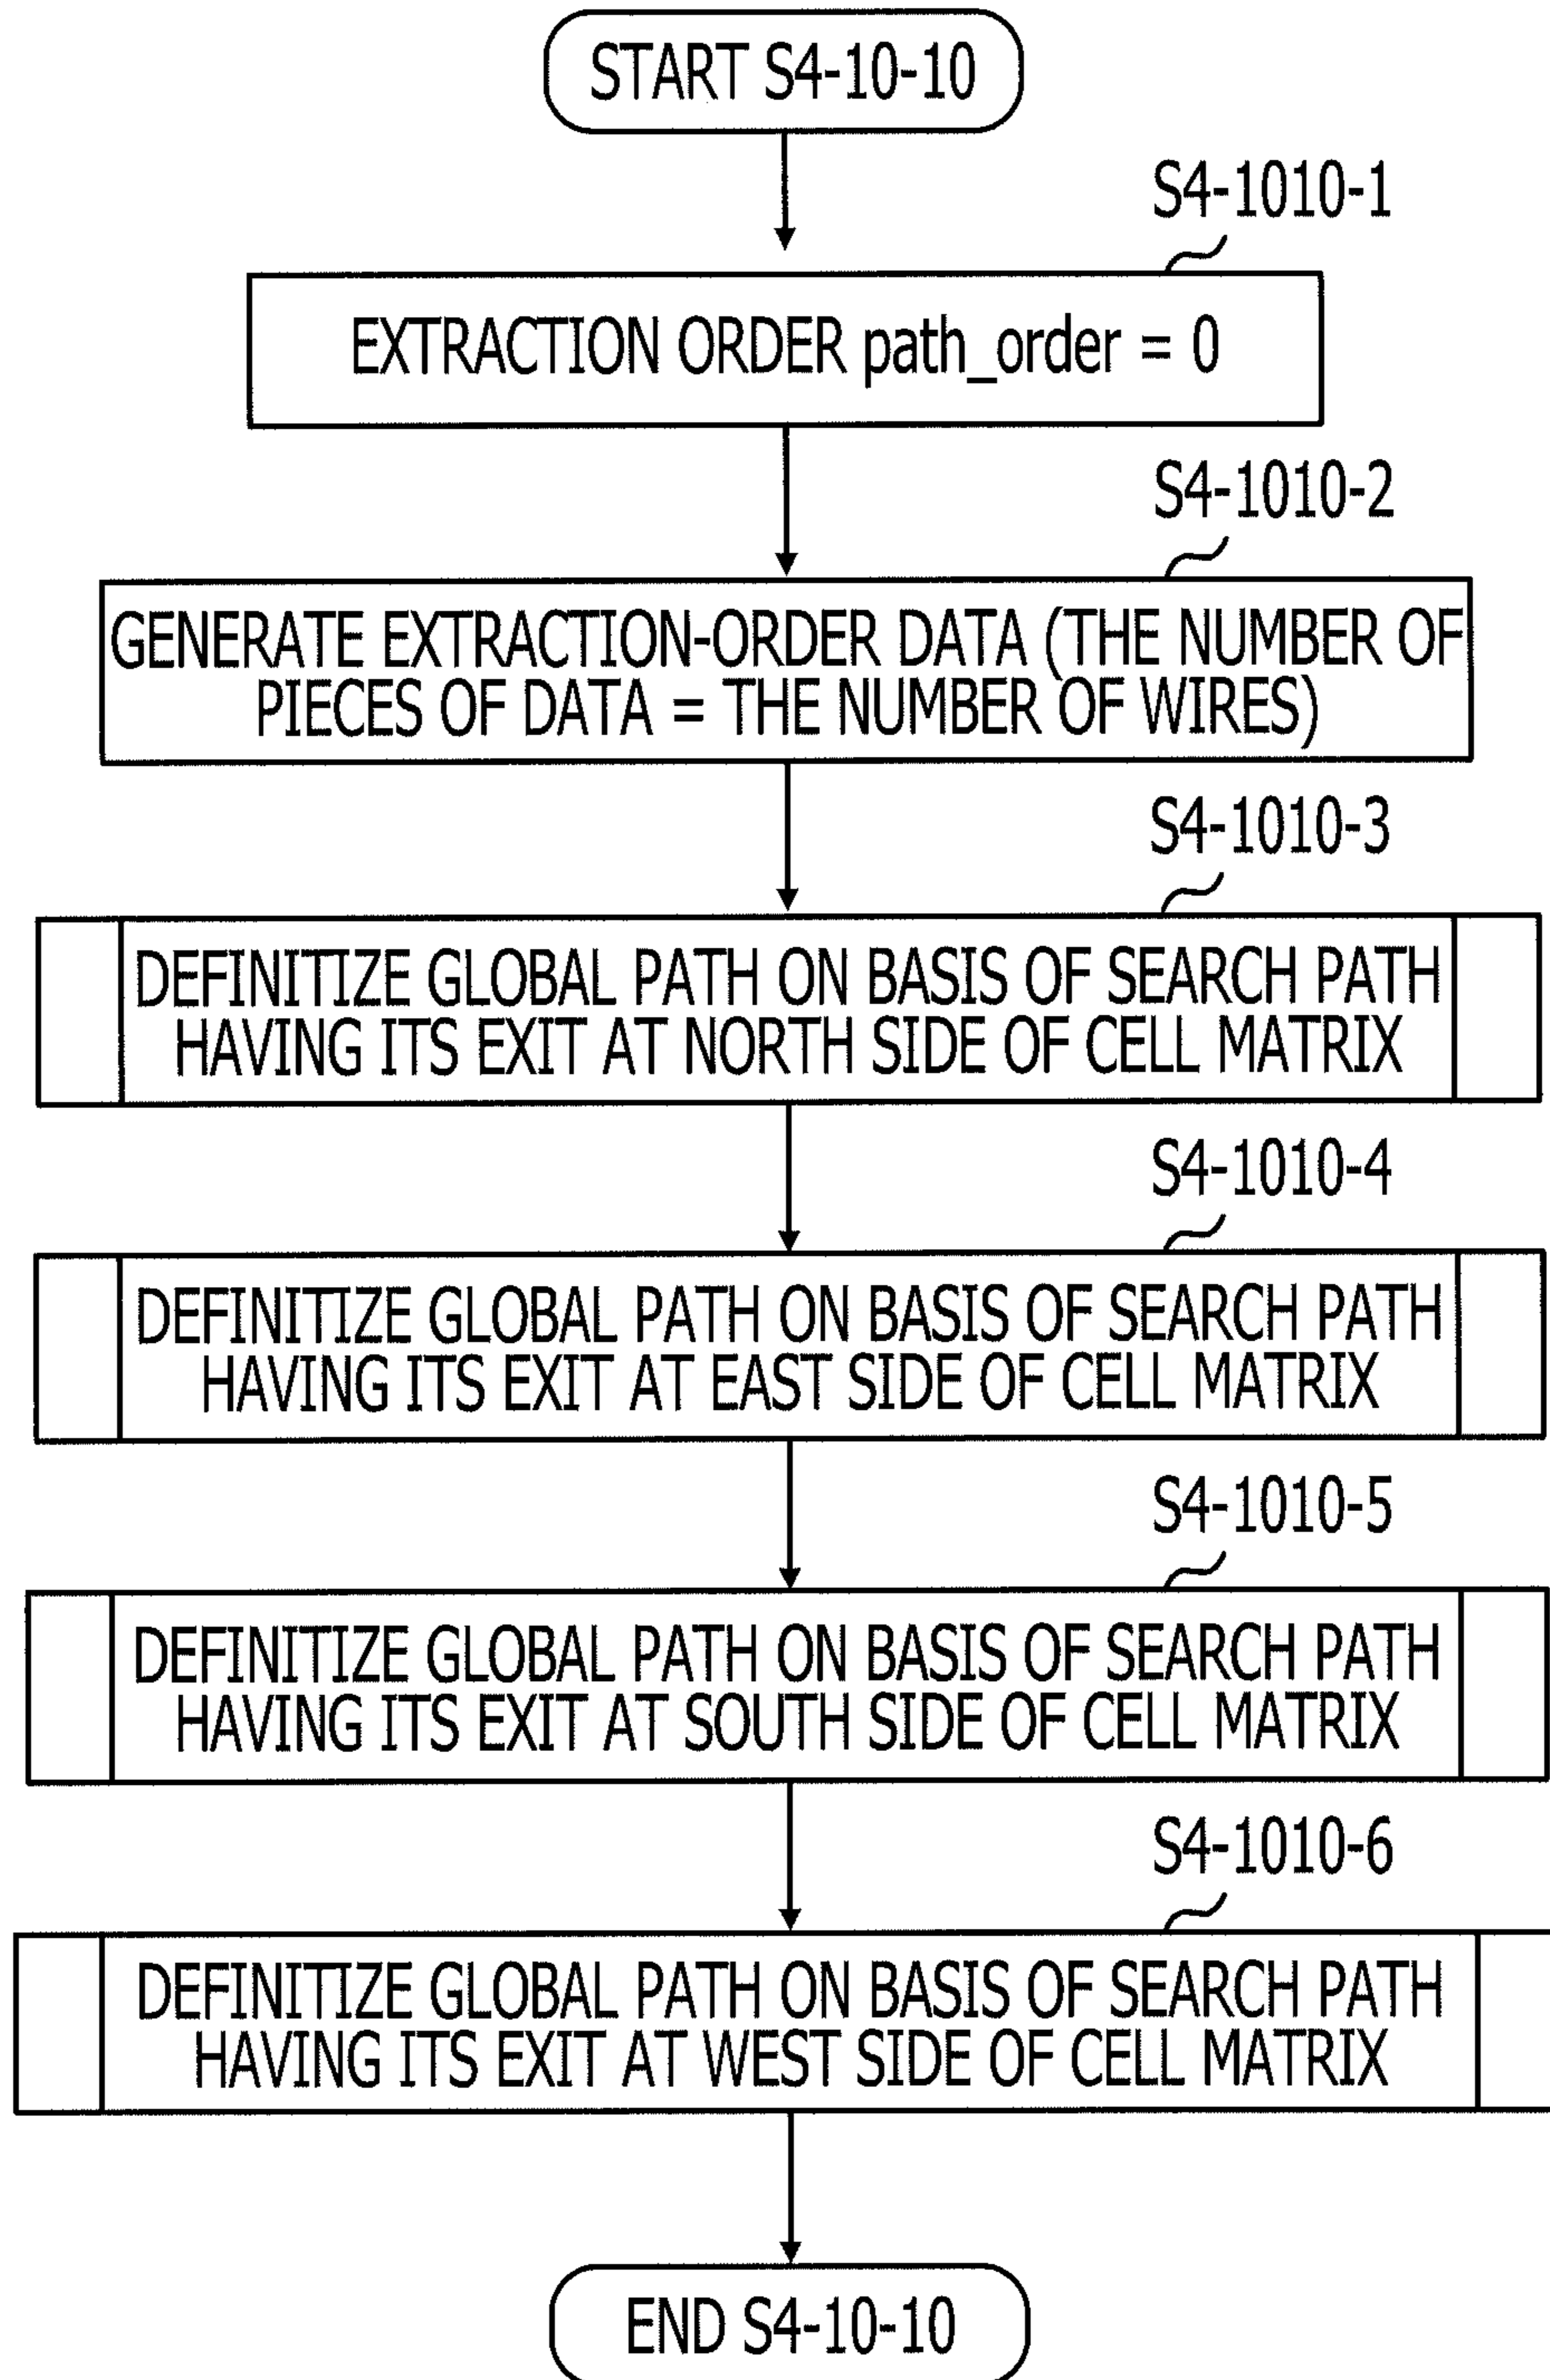 START S4-10-10
S4-1010-1
EXTRACTION ORDER path_order = 0
S4-1010-2
GENERATE EXTRACTION-ORDER DATA (THE NUMBER OF
PIECES OF DATA = THE NUMBER OF WIRES)
S4-1010-3
DEFINITIZE GLOBAL PATH ON BASIS OF SEARCH PATH
HAVING ITS EXIT AT NORTH SIDE OF CELL MATRIX
S4-1010-4
DEFINITIZE GLOBAL PATH ON BASIS OF SEARCH PATH
HAVING ITS EXIT AT EAST SIDE OF CELL MATRIX
S4-1010-5
DEFINITIZE GLOBAL PATH ON BASIS OF SEARCH PATH
HAVING ITS EXIT AT SOUTH SIDE OF CELL MATRIX
S4-1010-6
DEFINITIZE GLOBAL PATH ON BASIS OF SEARCH PATH
HAVING ITS EXIT AT WEST SIDE OF CELL MATRIX
END S4-10-10